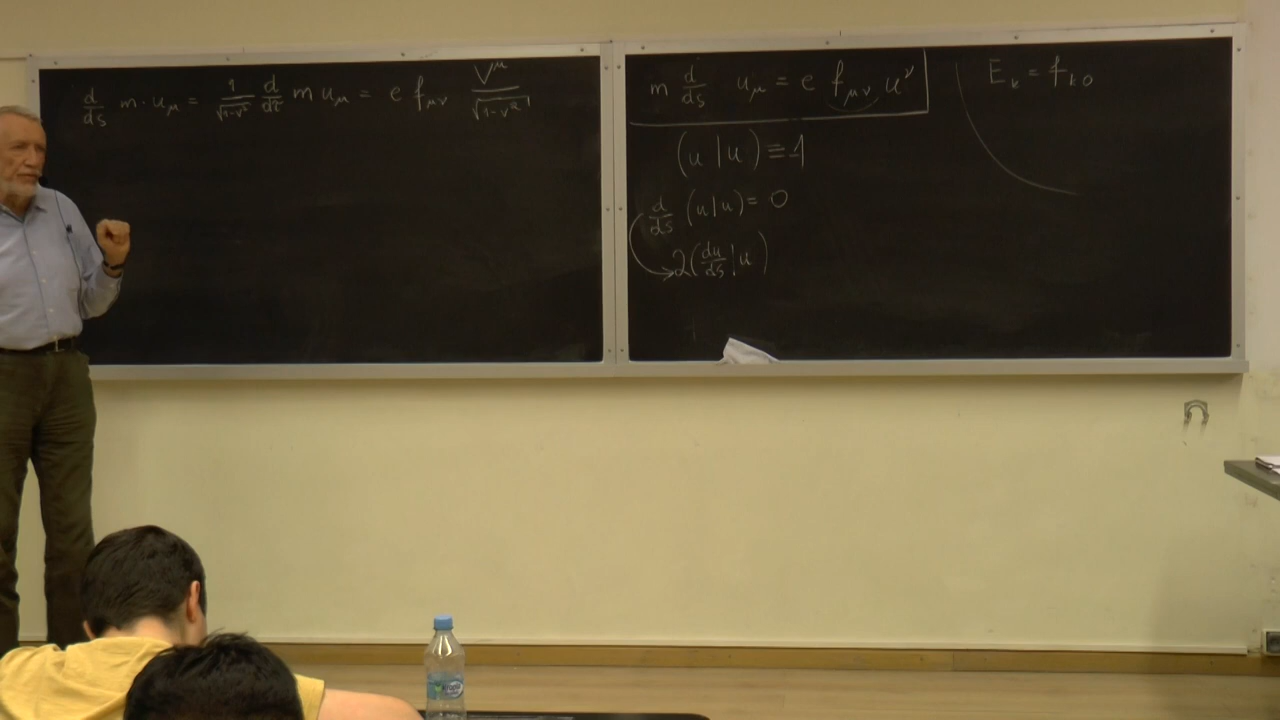 d/ds m·u_μ = 1/√(1-v²) d/dτ m u_μ = e f_μν V^μ/√(1-v²)
m d/ds u_μ = e f_μν u^ν
(u|u) ≡ 1
d/ds (u|u) = 0
2(du/ds|u)
E_k = f_k0